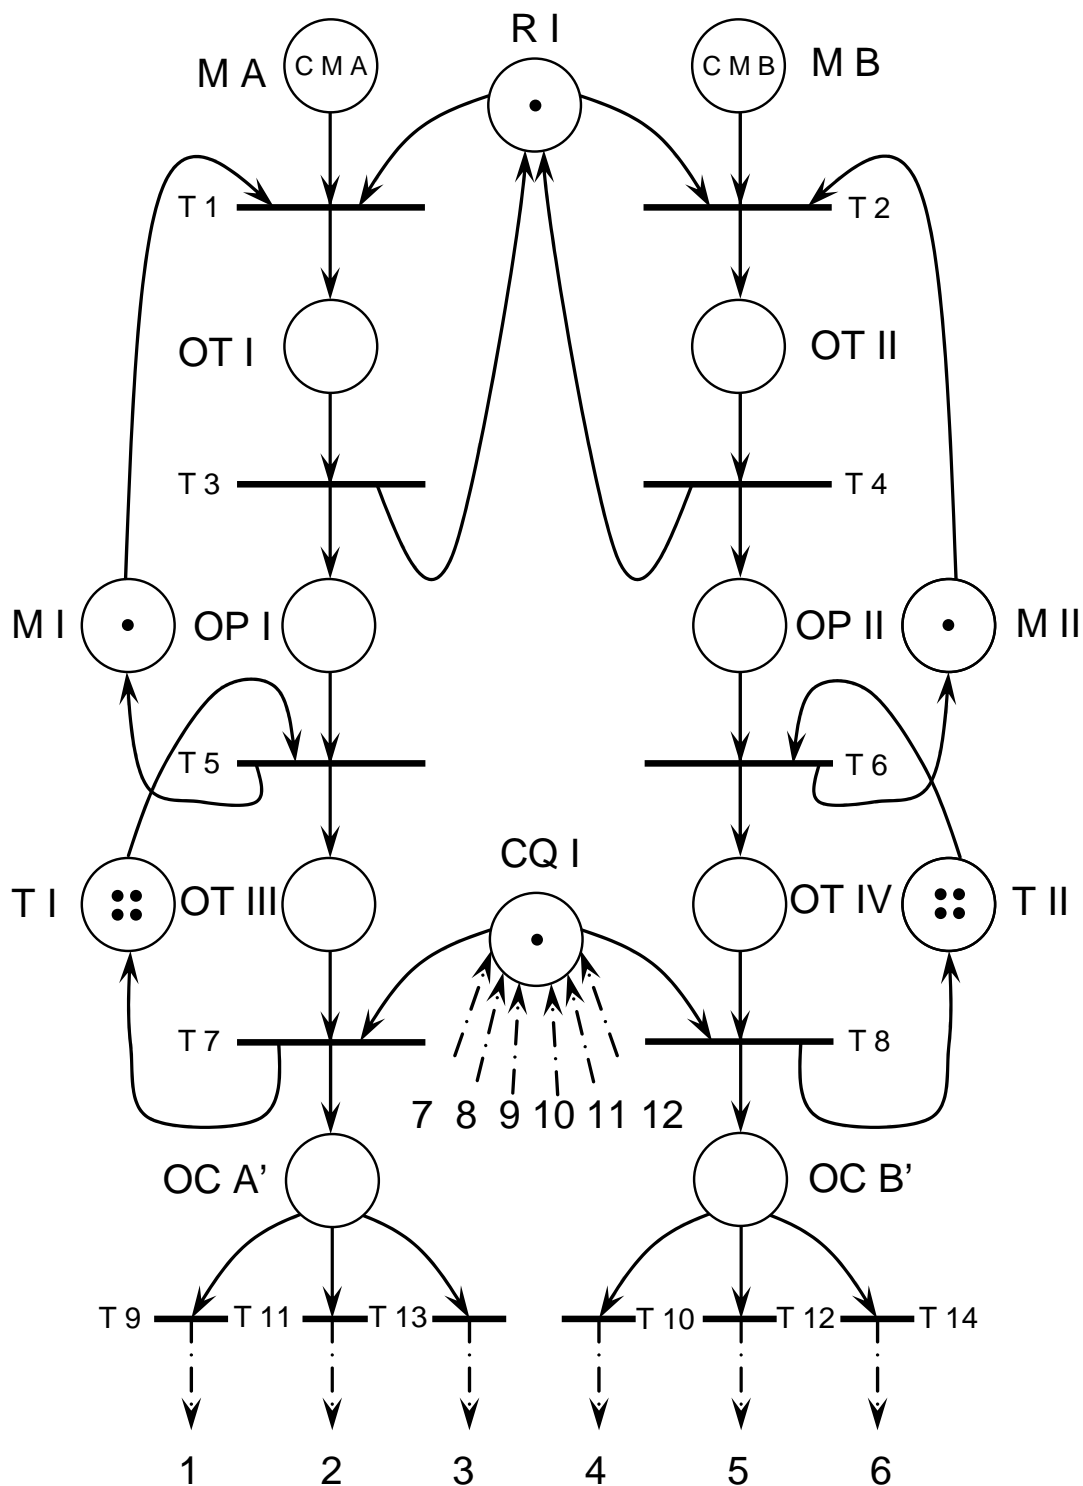 R I
M A
C M A
C M B
M B
T 1
T 2
OT I
OT II
T 3
T 4
M I
OP I
OP II
M II
T 5
T 6
CQ I
T I
OT III
OT IV
T II
T 7
T 8
7 8 9 10 11 12
OC A’
OC B’
T 9
T 11
T 13
T 10
T 12
T 14
1 2 3 4 5 6